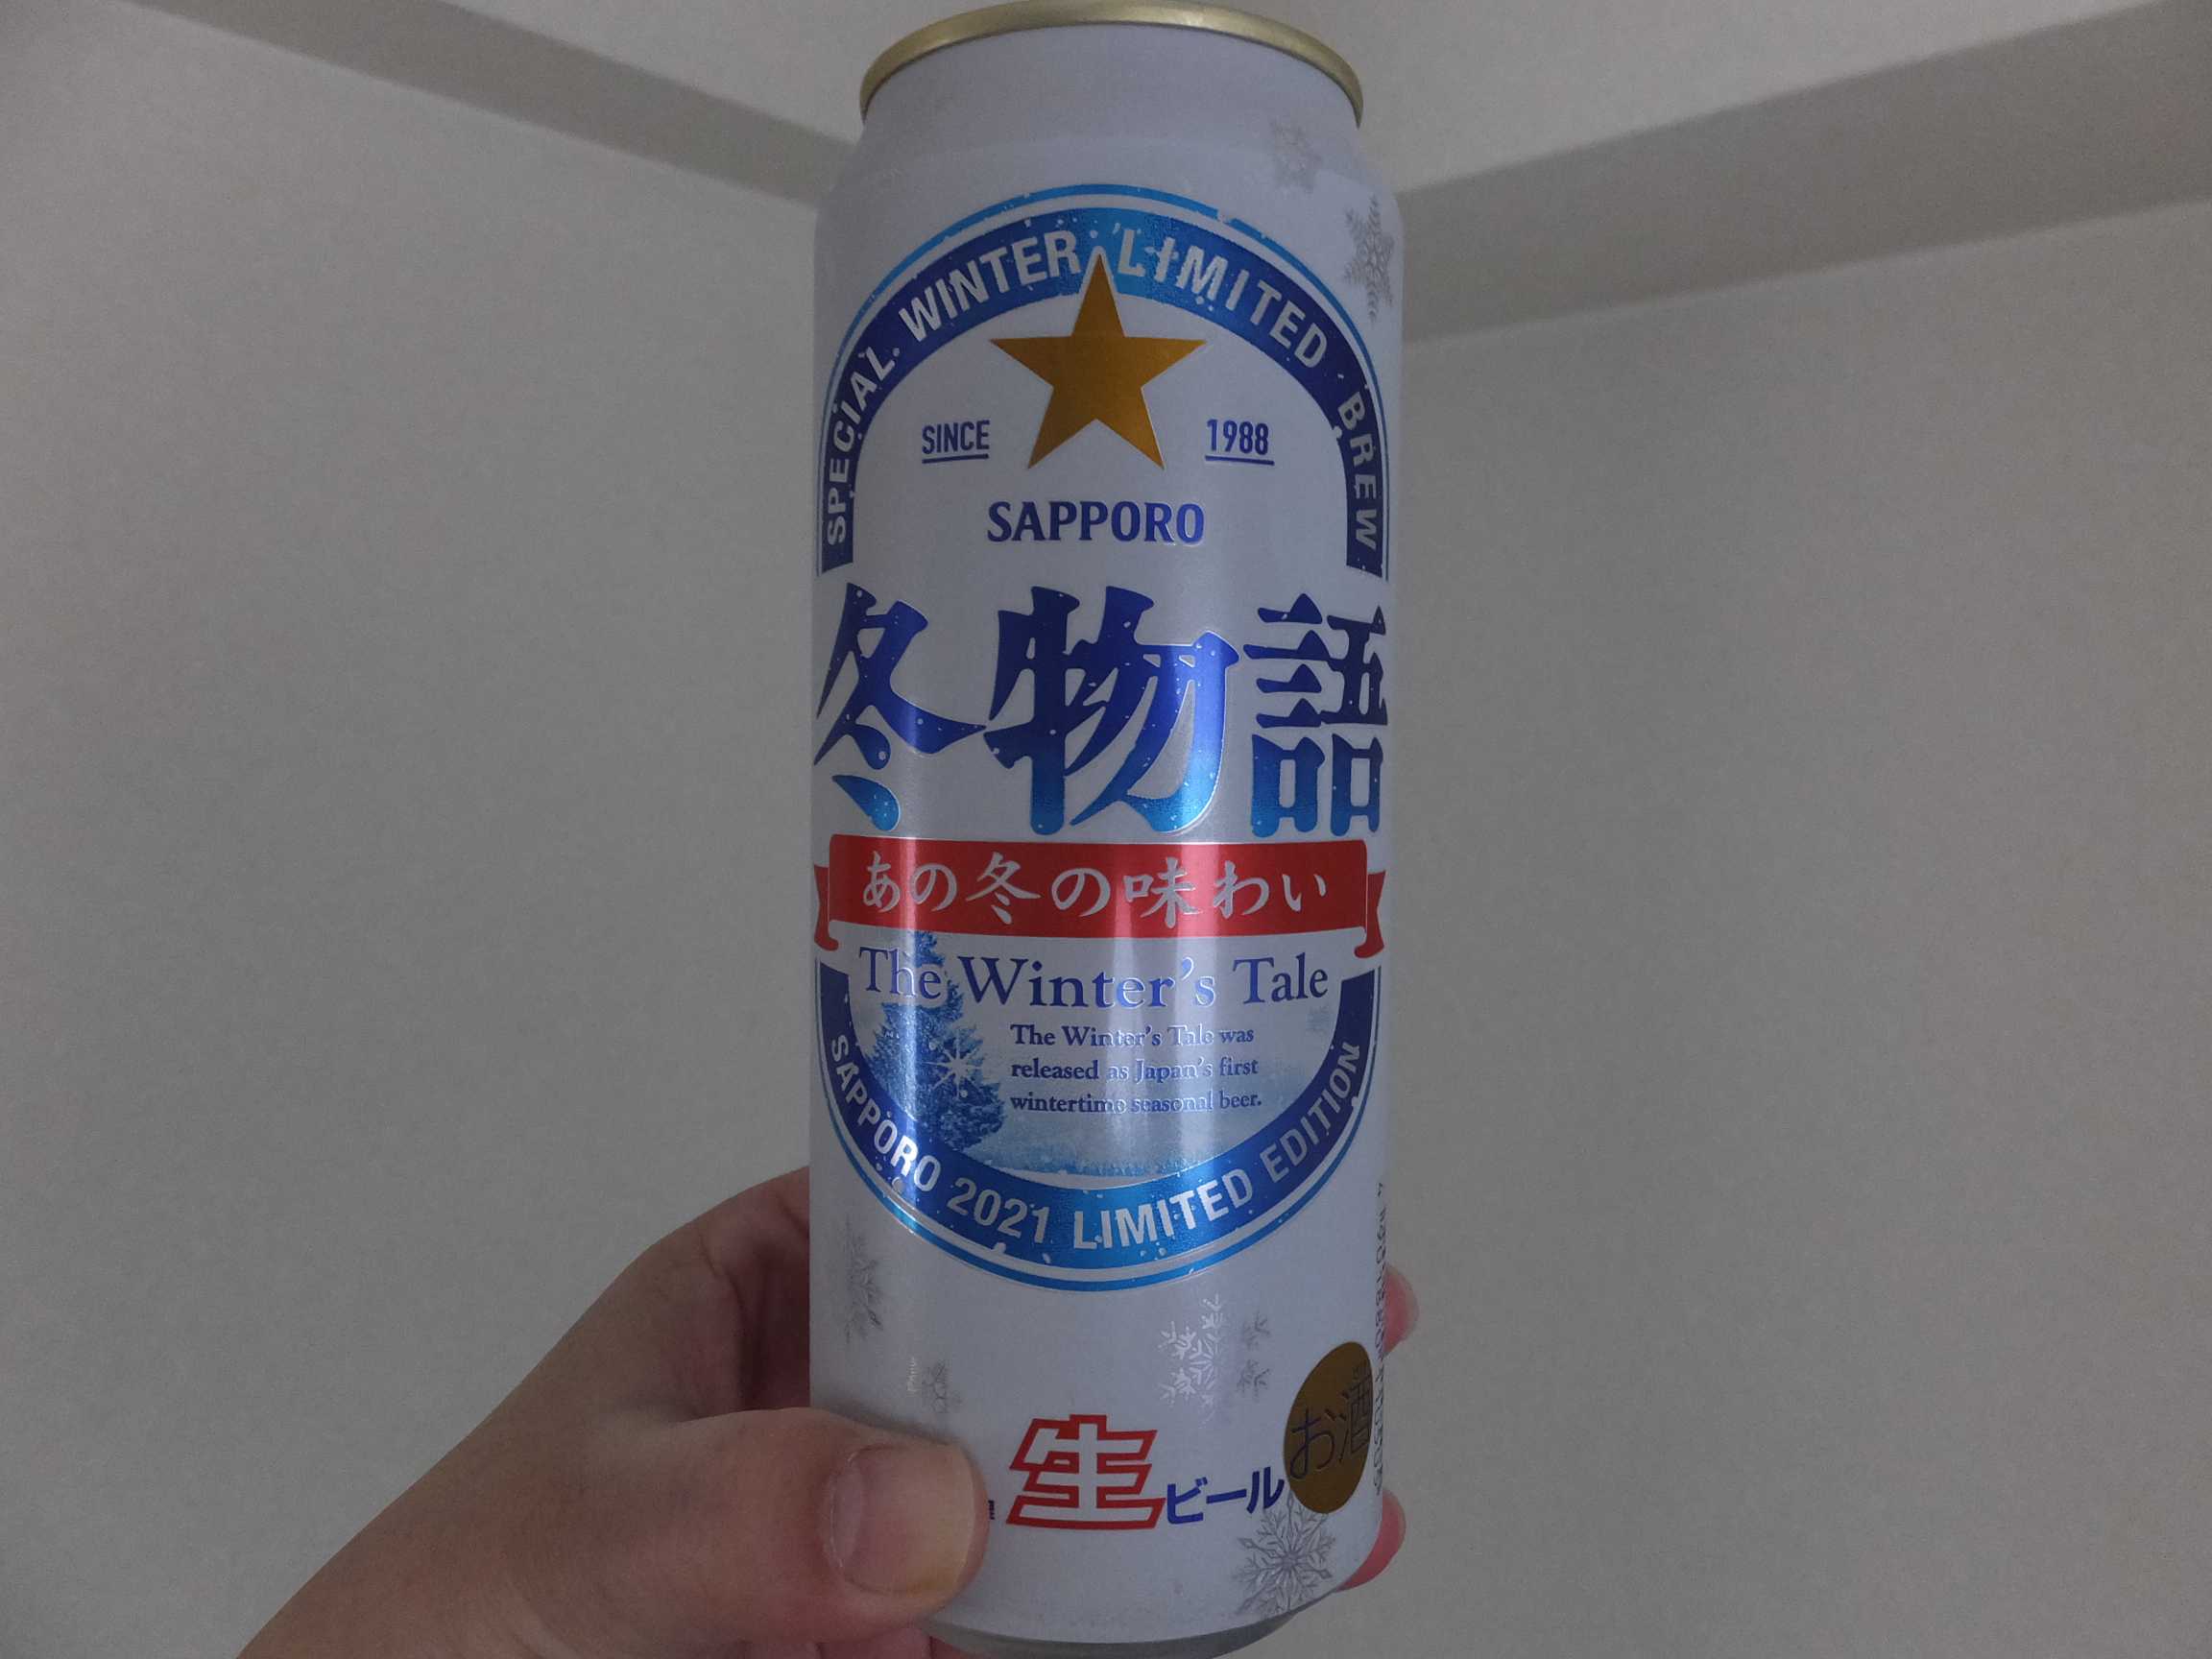 SPECIAL WINTER LIMITED BREW
SINCE 1988
SAPPORO
冬物語
あの冬の味わい
The Winter's Tale
The Winter's Tale was
released as Japan's first
wintertime seasonal beer.
SAPPORO 2021 LIMITED EDITION
生ビール
お酒